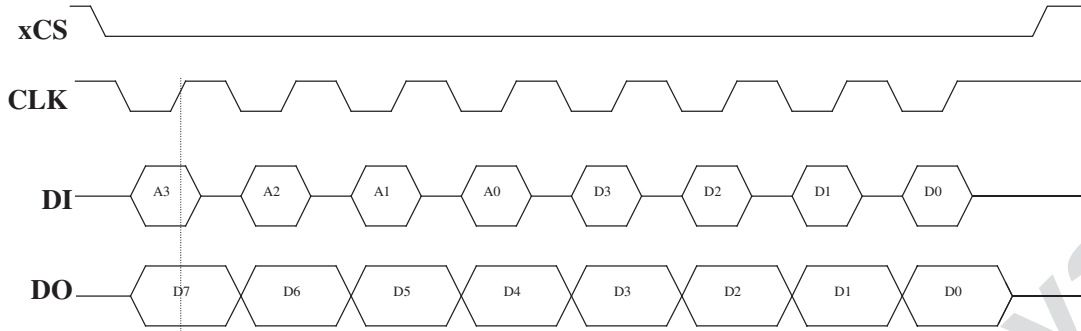 xCS
CLK
DI A3 A2 A1 A0 D3 D2 D1 D0
DO D7 D6 D5 D4 D3 D2 D1 D0